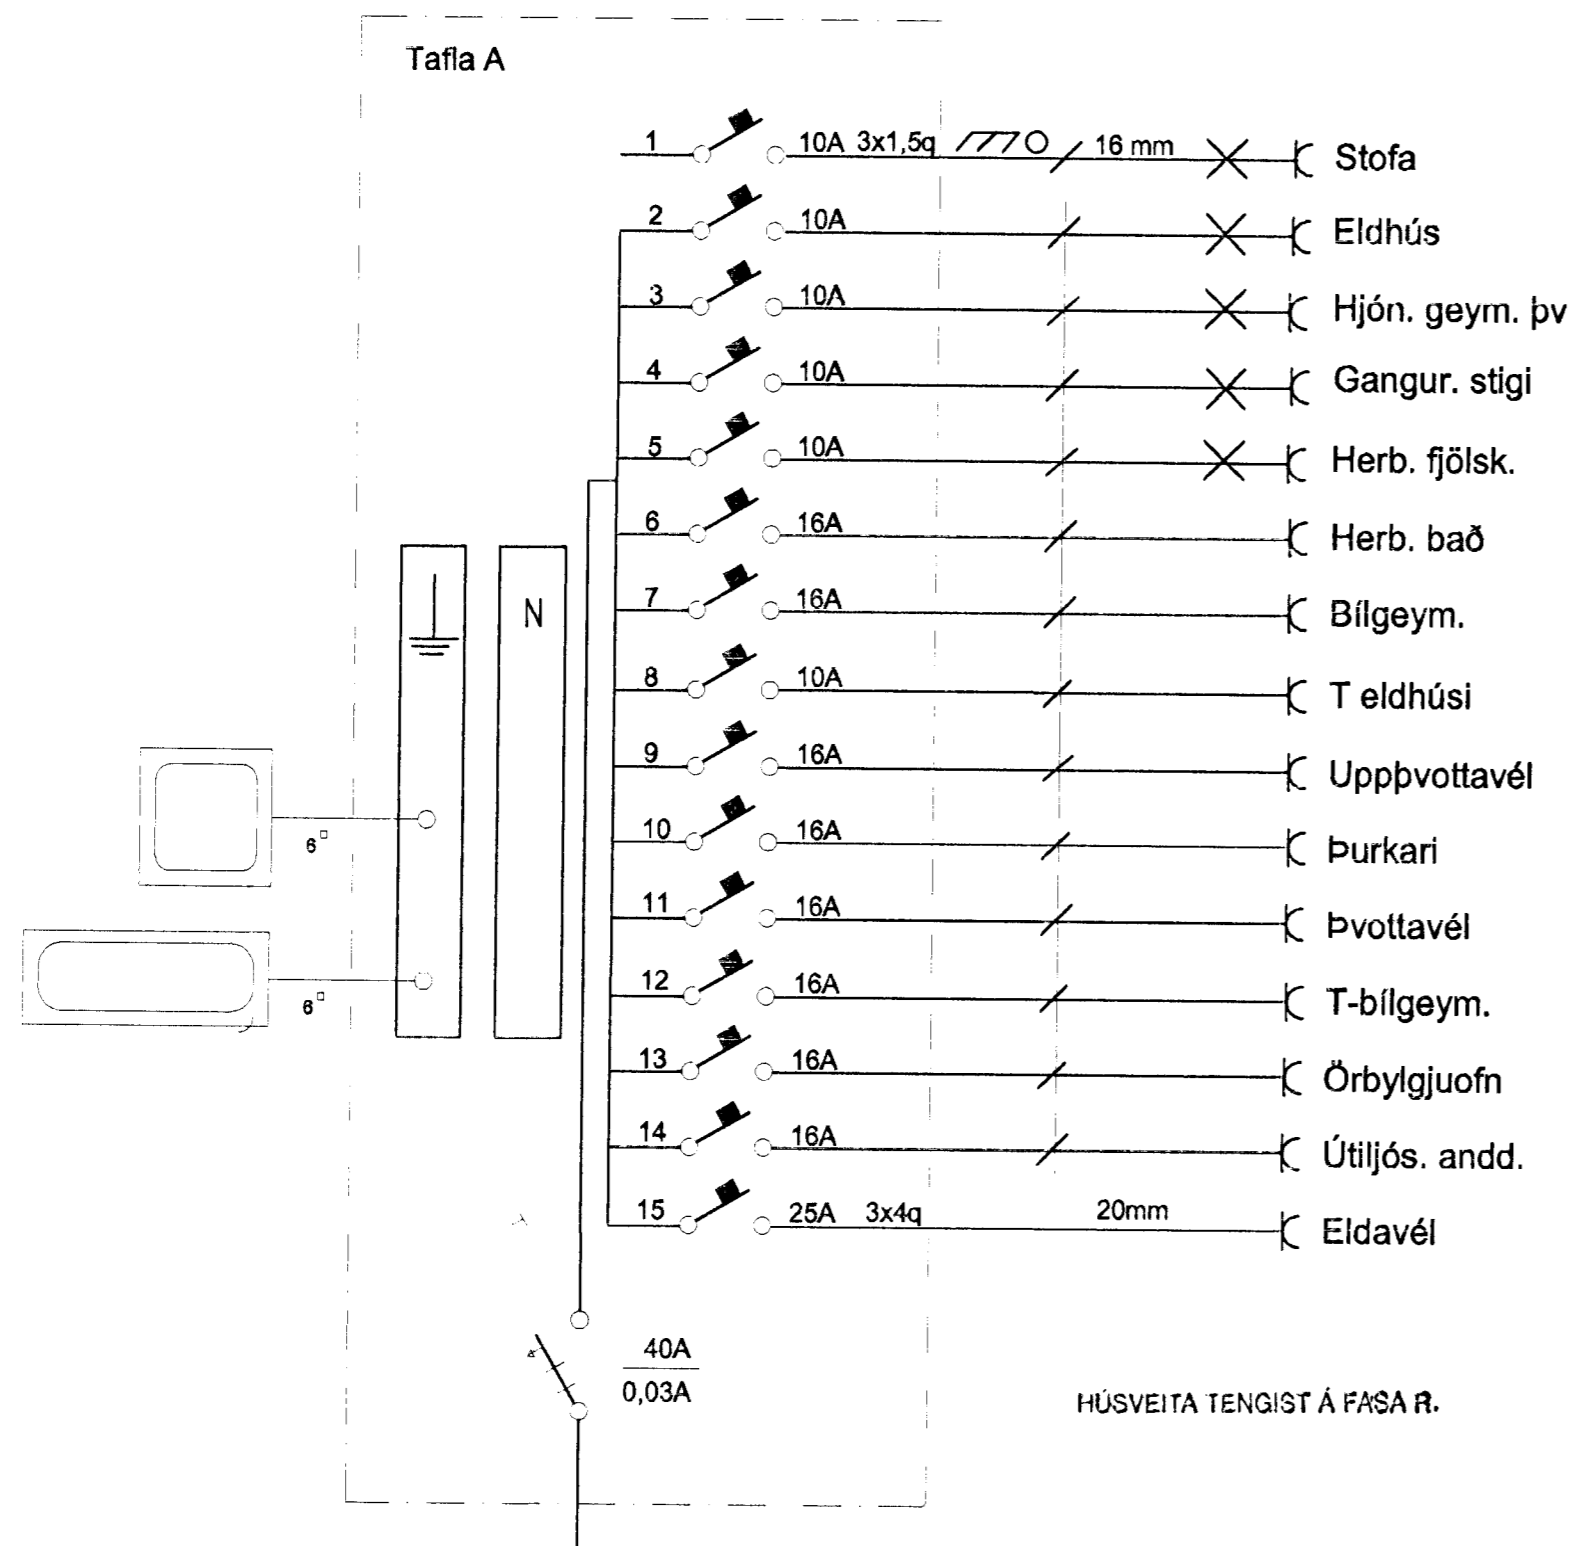 Tafla A
1 10A 3x1,5q 16 mm Stofa
2 10A Eldhús
3 10A Hjón. geym. þv
4 10A Gangur. stigi
5 10A Herb. fjölsk.
6 16A Herb. bað
7 16A Bílgeym.
8 10A T eldhúsi
9 16A Uppþvottavél
10 16A Þurkari
11 16A Þvottavél
12 16A T-bílgeym.
13 16A Örbylgjuofn
14 16A Útiljós. andd.
15 25A 3x4q 20mm Eldavél
N
6□
6□
40A
0,03A
HÚSVEITA TENGIST Á FASA R.